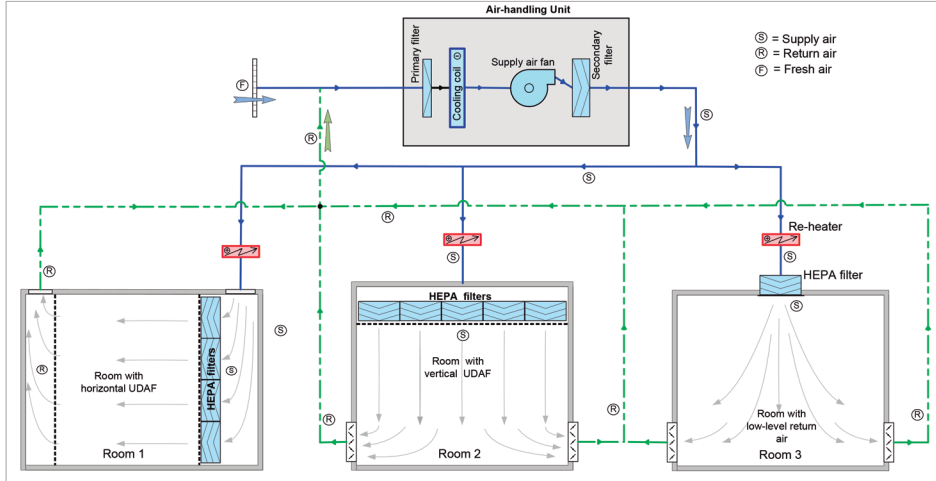 Air-handling Unit
Primary filter
Cooling coil
Supply air fan
Secondary
filter
Ⓢ = Supply air
Ⓡ = Return air
Ⓕ = Fresh air
Ⓕ
Ⓢ
Ⓡ
Ⓢ
Ⓡ
Re-heater
Ⓡ
Ⓢ
Ⓢ
HEPA filter
HEPA filters
Ⓢ
Ⓢ
Ⓢ
Room with
horizontal UDAF
Ⓡ
HEPA filters
Ⓢ
Room with
vertical UDAF
Ⓡ
Ⓡ
Ⓡ
Room with
low-level return
air
Room 1
Room 2
Room 3